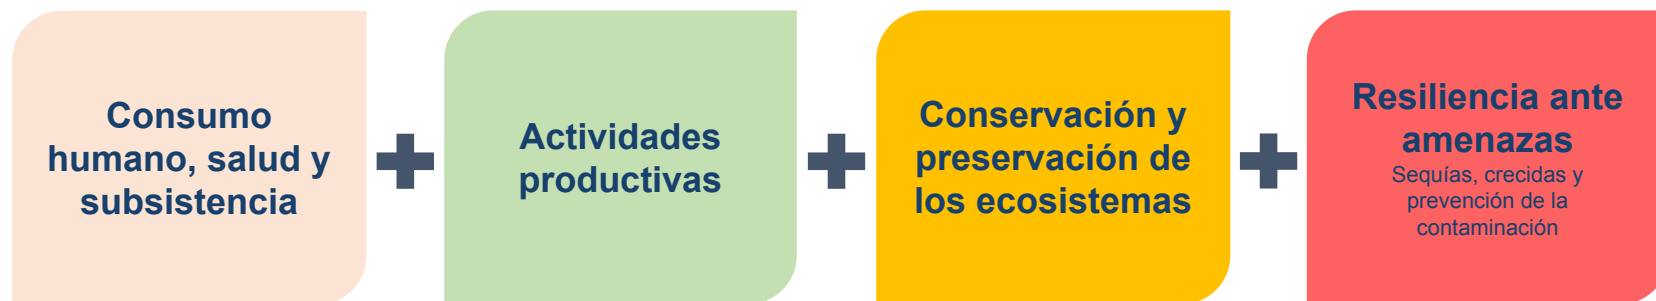 Consumo
humano, salud y
subsistencia
Actividades
productivas
Conservación y
preservación de
los ecosistemas
Resiliencia ante
amenazas
Sequías, crecidas y
prevención de la
contaminación